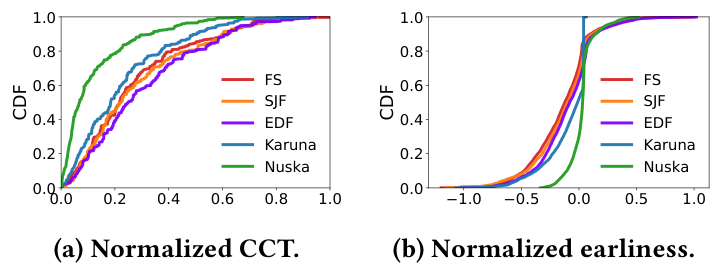 CDF
1.0
0.8
0.6
0.4
0.2
0.0
FS
SJF
EDF
Karuna
Nuska
0.0 0.2 0.4 0.6 0.8 1.0
(a) Normalized CCT.
CDF
1.0
0.8
0.6
0.4
0.2
0.0
FS
SJF
EDF
Karuna
Nuska
−1.0 −0.5 0.0 0.5 1.0
(b) Normalized earliness.